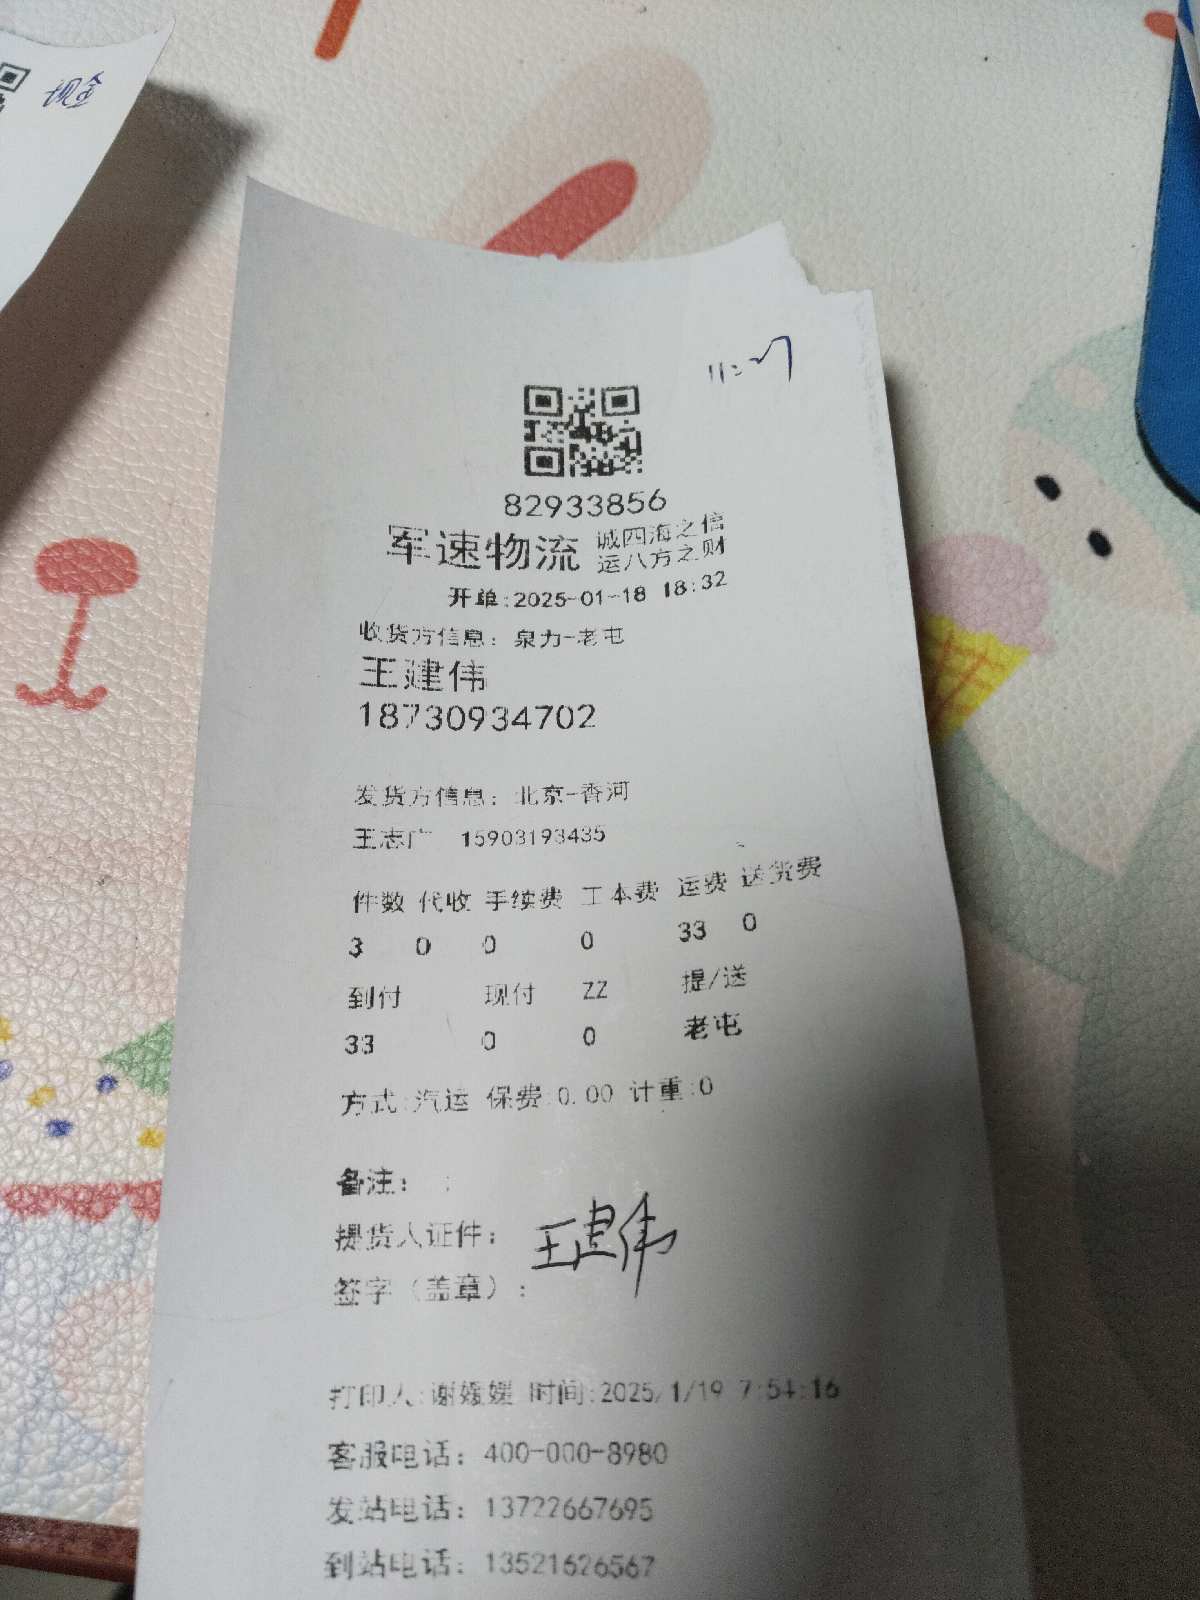 现金
11:27
82933856
军速物流 诚四海之信
运八方之财
开单:2025-01-18 18:32
收货方信息: 泉力-老屯
王建伟
18730934702
发货方信息: 北京-香河
王志广 15903193435
件数 代收 手续费 工本费 运费 送货费
3 0 0 0 33 0
到付 现付 ZZ 提/送
33 0 0 老屯
方式:汽运 保费:0.00 计重:0
备注: :
提货人证件:
王建伟
签字（盖章）:
打印人:谢媛媛 时间:2025/1/19 7:54:16
客服电话: 400-000-8980
发站电话: 13722667695
到站电话: 13521626567